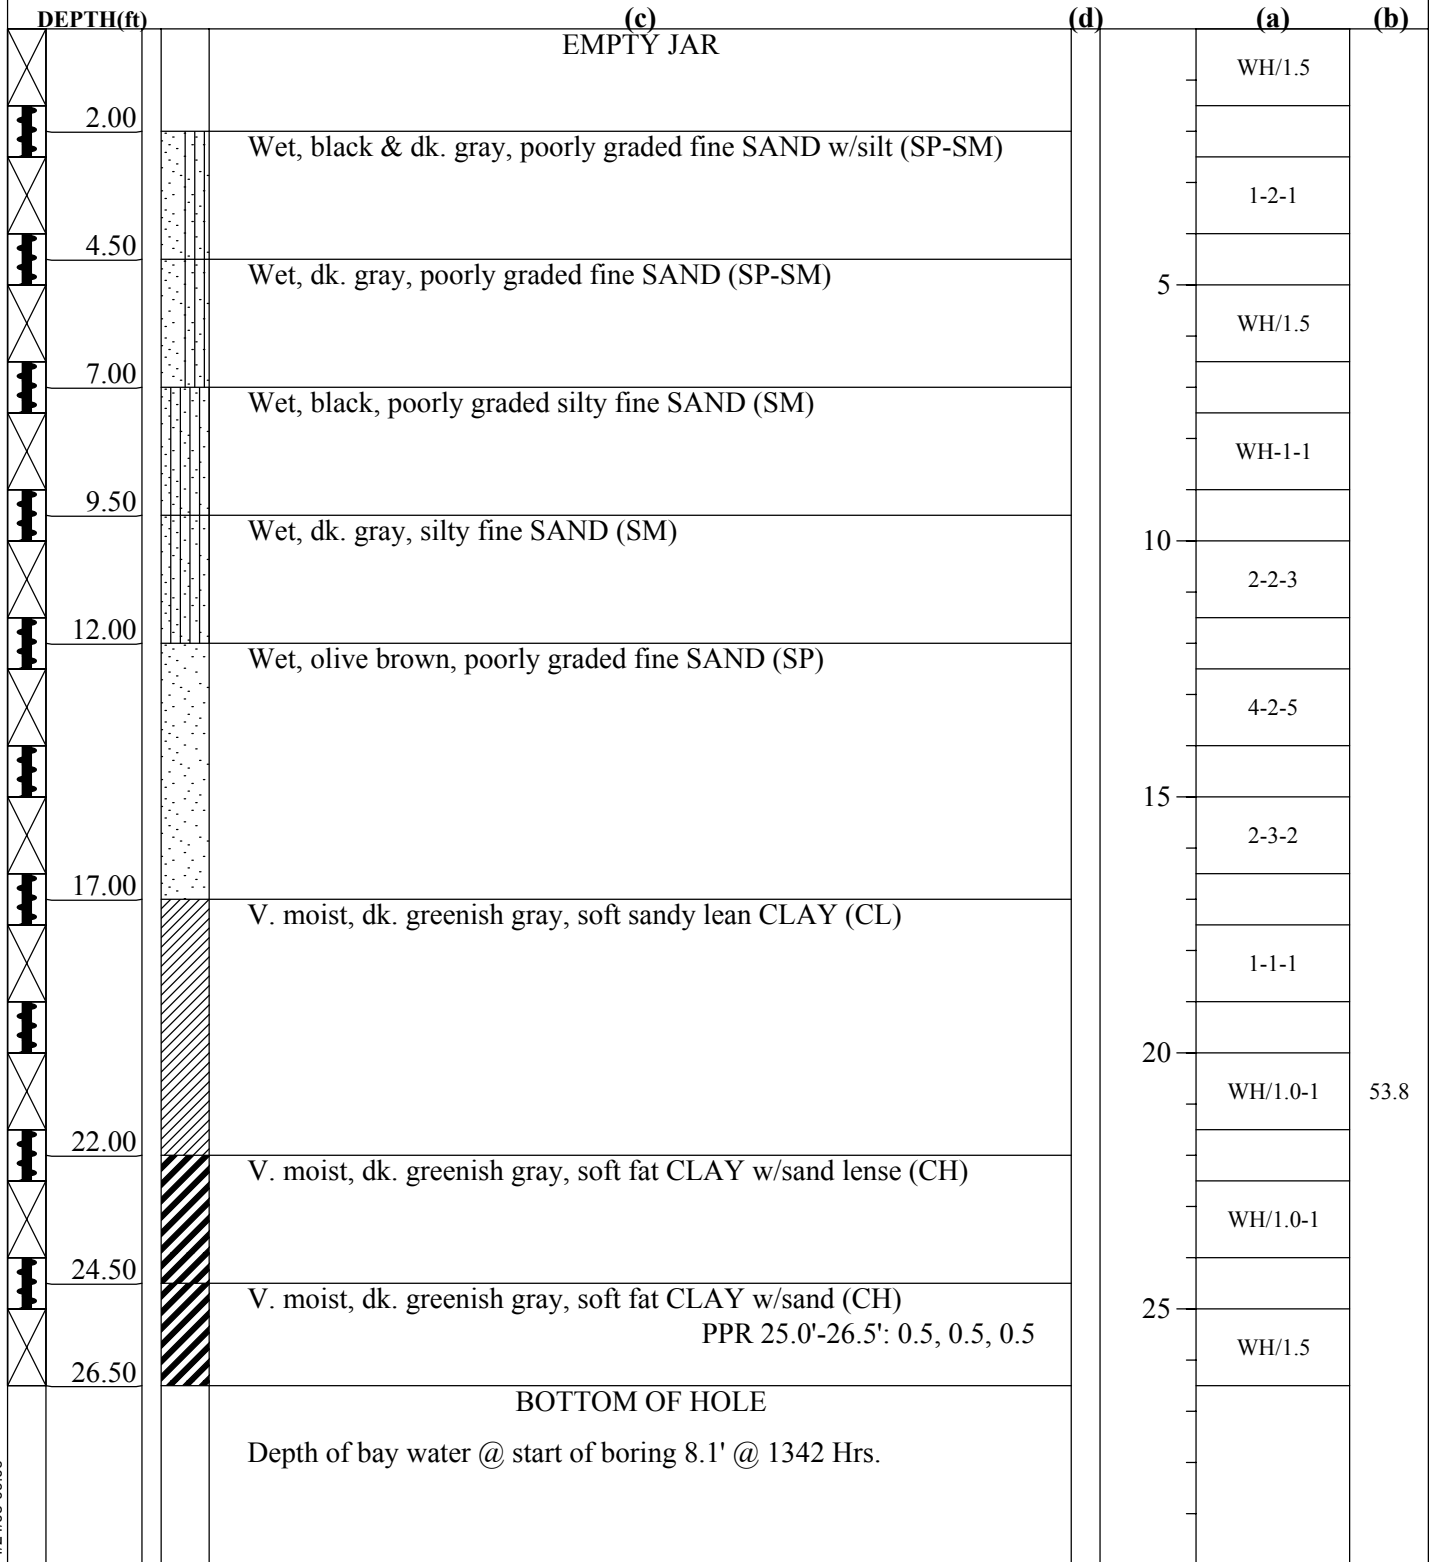 DEPTH(ft) (c) (d) (a) (b)
EMPTY JAR
WH/1.5
2.00
Wet, black & dk. gray, poorly graded fine SAND w/silt (SP-SM)
1-2-1
4.50
Wet, dk. gray, poorly graded fine SAND (SP-SM)
5
WH/1.5
7.00
Wet, black, poorly graded silty fine SAND (SM)
WH-1-1
9.50
Wet, dk. gray, silty fine SAND (SM)
10
2-2-3
12.00
Wet, olive brown, poorly graded fine SAND (SP)
4-2-5
15
2-3-2
17.00
V. moist, dk. greenish gray, soft sandy lean CLAY (CL)
1-1-1
20
WH/1.0-1 53.8
22.00
V. moist, dk. greenish gray, soft fat CLAY w/sand lense (CH)
WH/1.0-1
24.50
V. moist, dk. greenish gray, soft fat CLAY w/sand (CH)
25
PPR 25.0'-26.5': 0.5, 0.5, 0.5
WH/1.5
26.50
BOTTOM OF HOLE
Depth of bay water @ start of boring 8.1' @ 1342 Hrs.